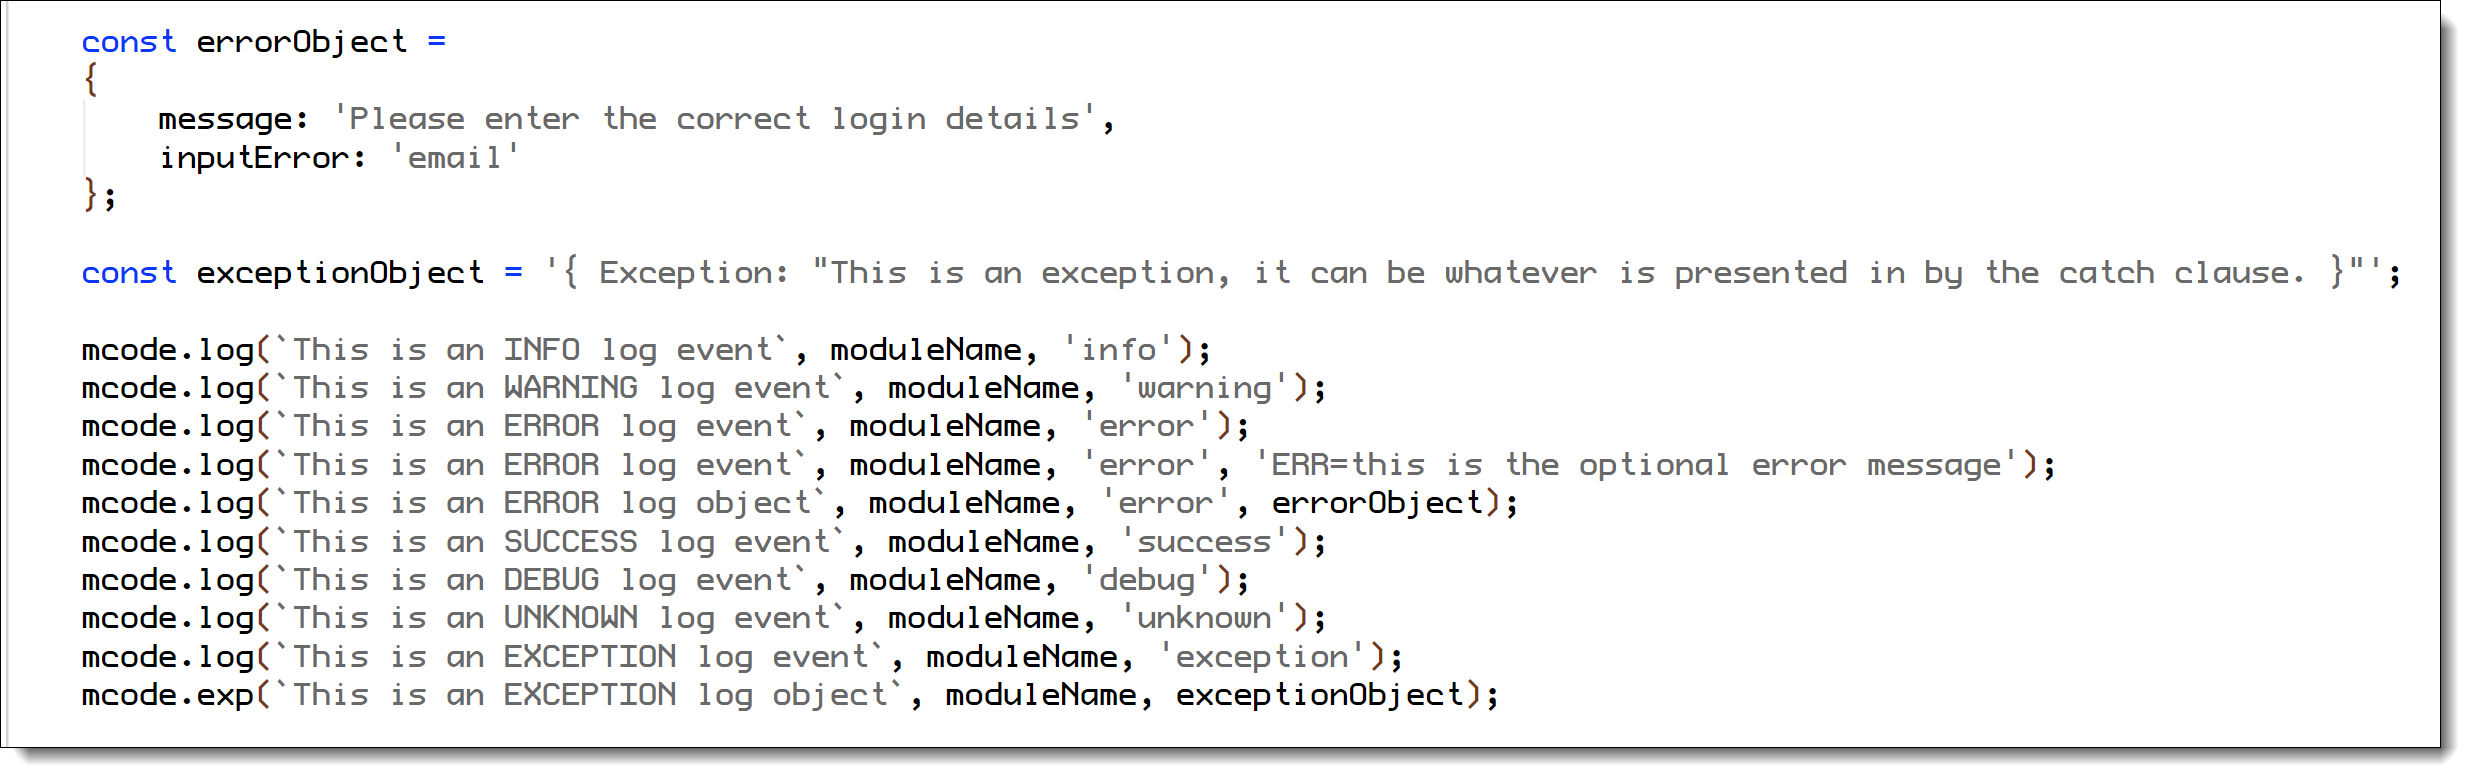 const errorObject =
{
    message: 'Please enter the correct login details',
    inputError: 'email'
};
const exceptionObject = '{ Exception: "This is an exception, it can be whatever is presented in by the catch clause. }"';
mcode.log(`This is an INFO log event`, moduleName, 'info');
mcode.log(`This is an WARNING log event`, moduleName, 'warning');
mcode.log(`This is an ERROR log event`, moduleName, 'error');
mcode.log(`This is an ERROR log event`, moduleName, 'error', 'ERR=this is the optional error message');
mcode.log(`This is an ERROR log object`, moduleName, 'error', errorObject);
mcode.log(`This is an SUCCESS log event`, moduleName, 'success');
mcode.log(`This is an DEBUG log event`, moduleName, 'debug');
mcode.log(`This is an UNKNOWN log event`, moduleName, 'unknown');
mcode.log(`This is an EXCEPTION log event`, moduleName, 'exception');
mcode.exp(`This is an EXCEPTION log object`, moduleName, exceptionObject);